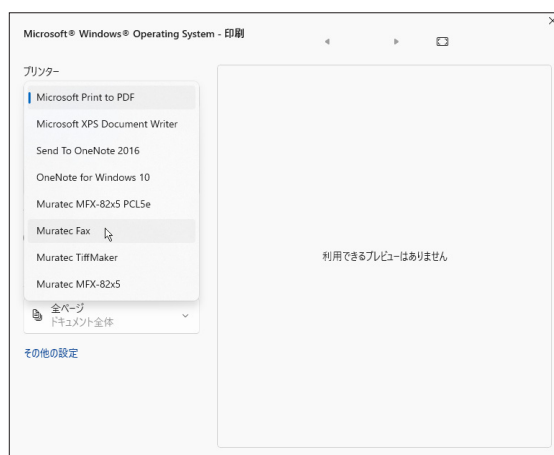 Microsoft® Windows® Operating System - 印刷
プリンター
Microsoft Print to PDF
Microsoft XPS Document Writer
Send To OneNote 2016
OneNote for Windows 10
Muratec MFX-82x5 PCL5e
Muratec Fax
Muratec TiffMaker
Muratec MFX-82x5
全ページ
ドキュメント全体
その他の設定
利用できるプレビューはありません